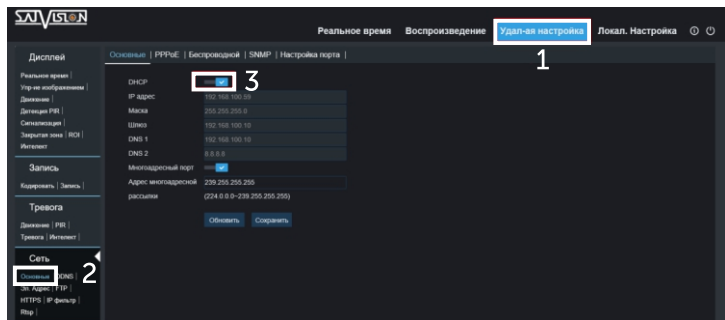 SATVISION
Реальное время Воспроизведение Удал-ая настройка Локал. Настройка
1
Дисплей
Реальное время |
Упр-ие изображением |
Движение |
Детекция PIR |
Сигнализация |
Закрытая зона | ROI |
Интелект
Запись
Кодировать | Запись |
Тревога
Движение | PIR |
Тревога | Интелект |
Сеть
Основные | DDNS |
2
Эл. Адрес | FTP |
HTTPS | IP фильтр |
Rtsp |
Основные | PPPoE | Беспроводной | SNMP | Настройка порта |
DHCP
3
IP адрес 192.168.100.59
Маска 255.255.255.0
Шлюз 192.168.100.10
DNS 1 192.168.100.10
DNS 2 8.8.8.8
Многоадресный порт
Адрес многоадресной 239.255.255.255
рассылки (224.0.0.0~239.255.255.255)
Обновить Сохранить